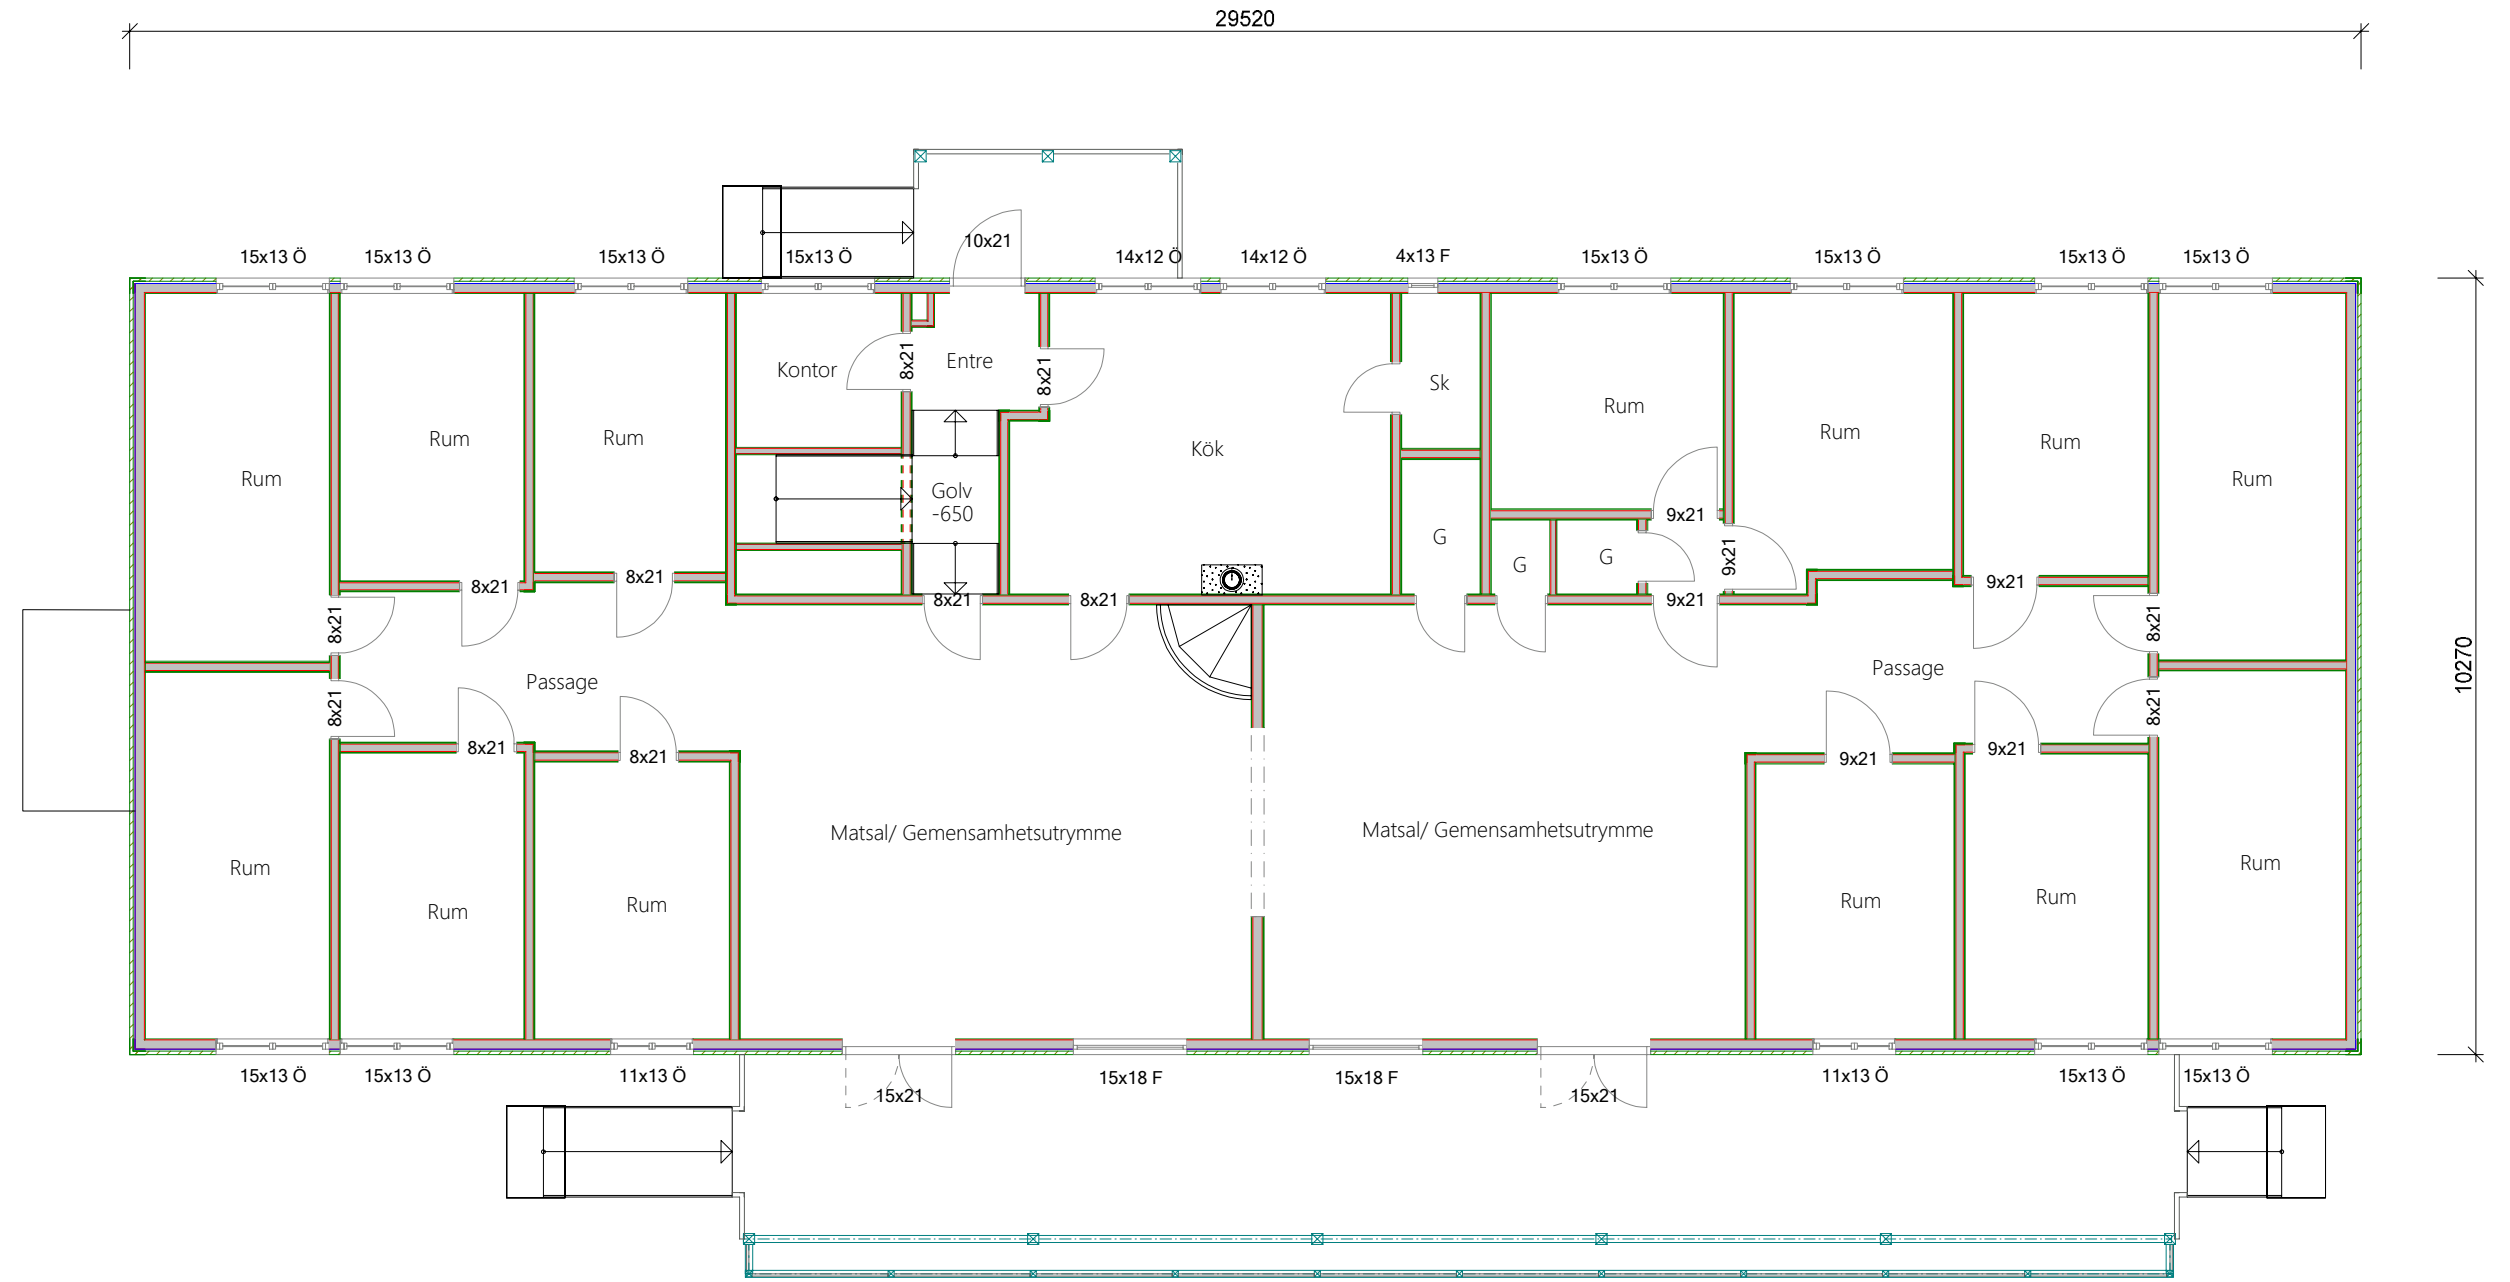 29520
10x21
15x13 Ö
15x13 Ö
15x13 Ö
15x13 Ö
14x12 Ö
14x12 Ö
4x13 F
15x13 Ö
15x13 Ö
15x13 Ö
15x13 Ö
Kontor
8x21
Entre
8x21
Sk
Rum
Rum
Rum
Rum
Rum
Kök
Rum
Rum
Golv
-650
9x21
G
G
G
9x21
8x21
8x21
9x21
8x21
8x21
9x21
8x21
8x21
10270
Passage
Passage
8x21
8x21
8x21
8x21
9x21
9x21
Matsal/ Gemensamhetsutrymme
Matsal/ Gemensamhetsutrymme
Rum
Rum
Rum
Rum
Rum
Rum
15x13 Ö
15x13 Ö
11x13 Ö
15x21
15x18 F
15x18 F
15x21
11x13 Ö
15x13 Ö
15x13 Ö